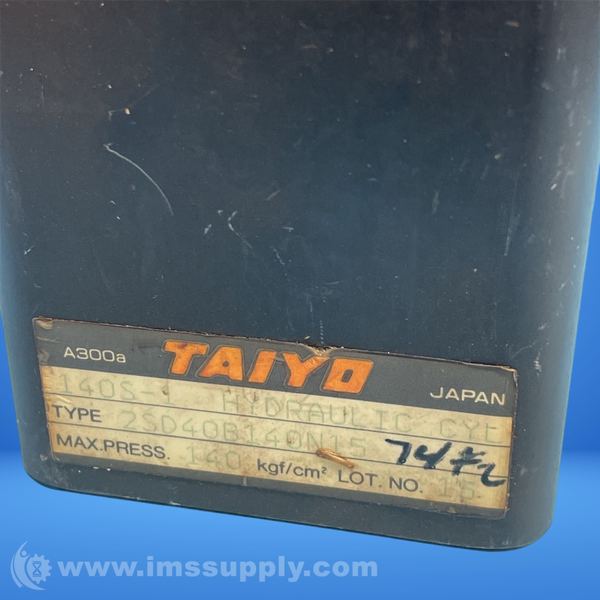 A300a TAIYO JAPAN
140S-1 HYDRAULIC CYL
TYPE 2SD40B140N15
MAX.PRESS. 140 kgf/cm² LOT. NO. 15
www.imssupply.com